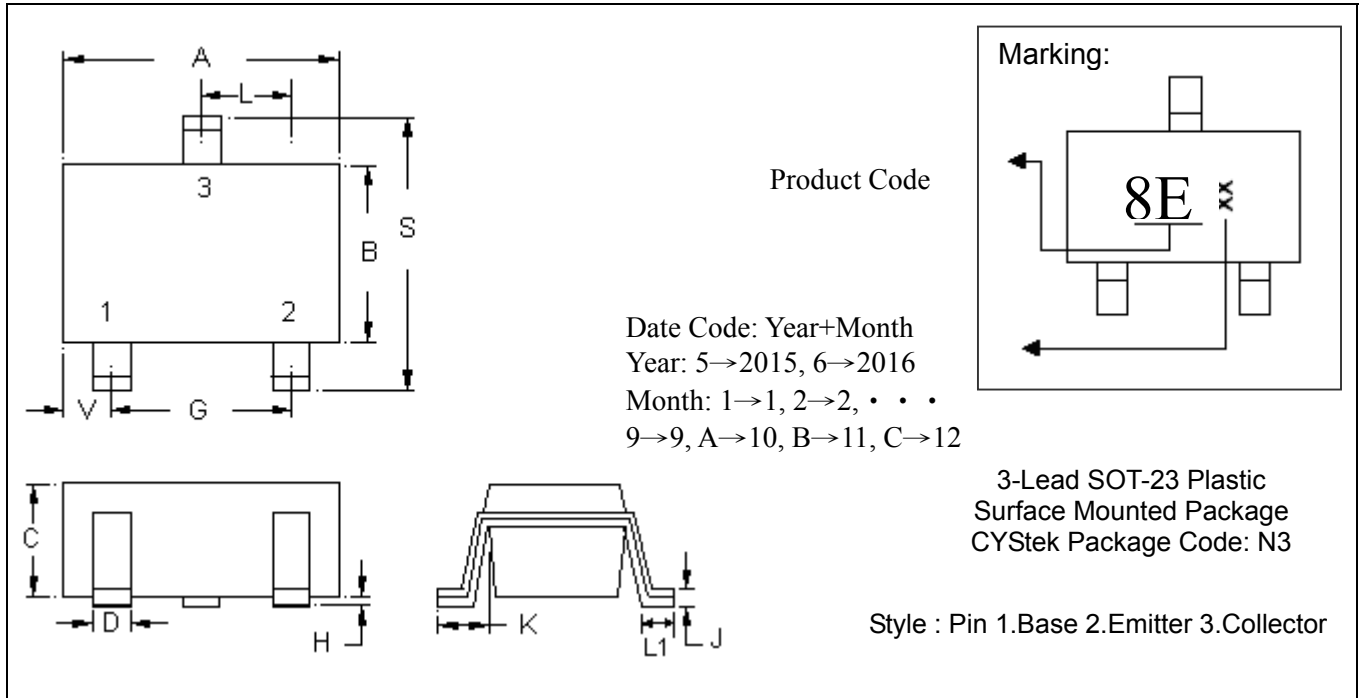 A
L
3
S
B
1
2
V
G
Marking:
Product Code
8E
xx
Date Code: Year+Month
Year: 5→2015, 6→2016
Month: 1→1, 2→2, ・・・
9→9, A→10, B→11, C→12
3-Lead SOT-23 Plastic
Surface Mounted Package
CYStek Package Code: N3
Style : Pin 1.Base 2.Emitter 3.Collector
C
D
H
K
L1
J